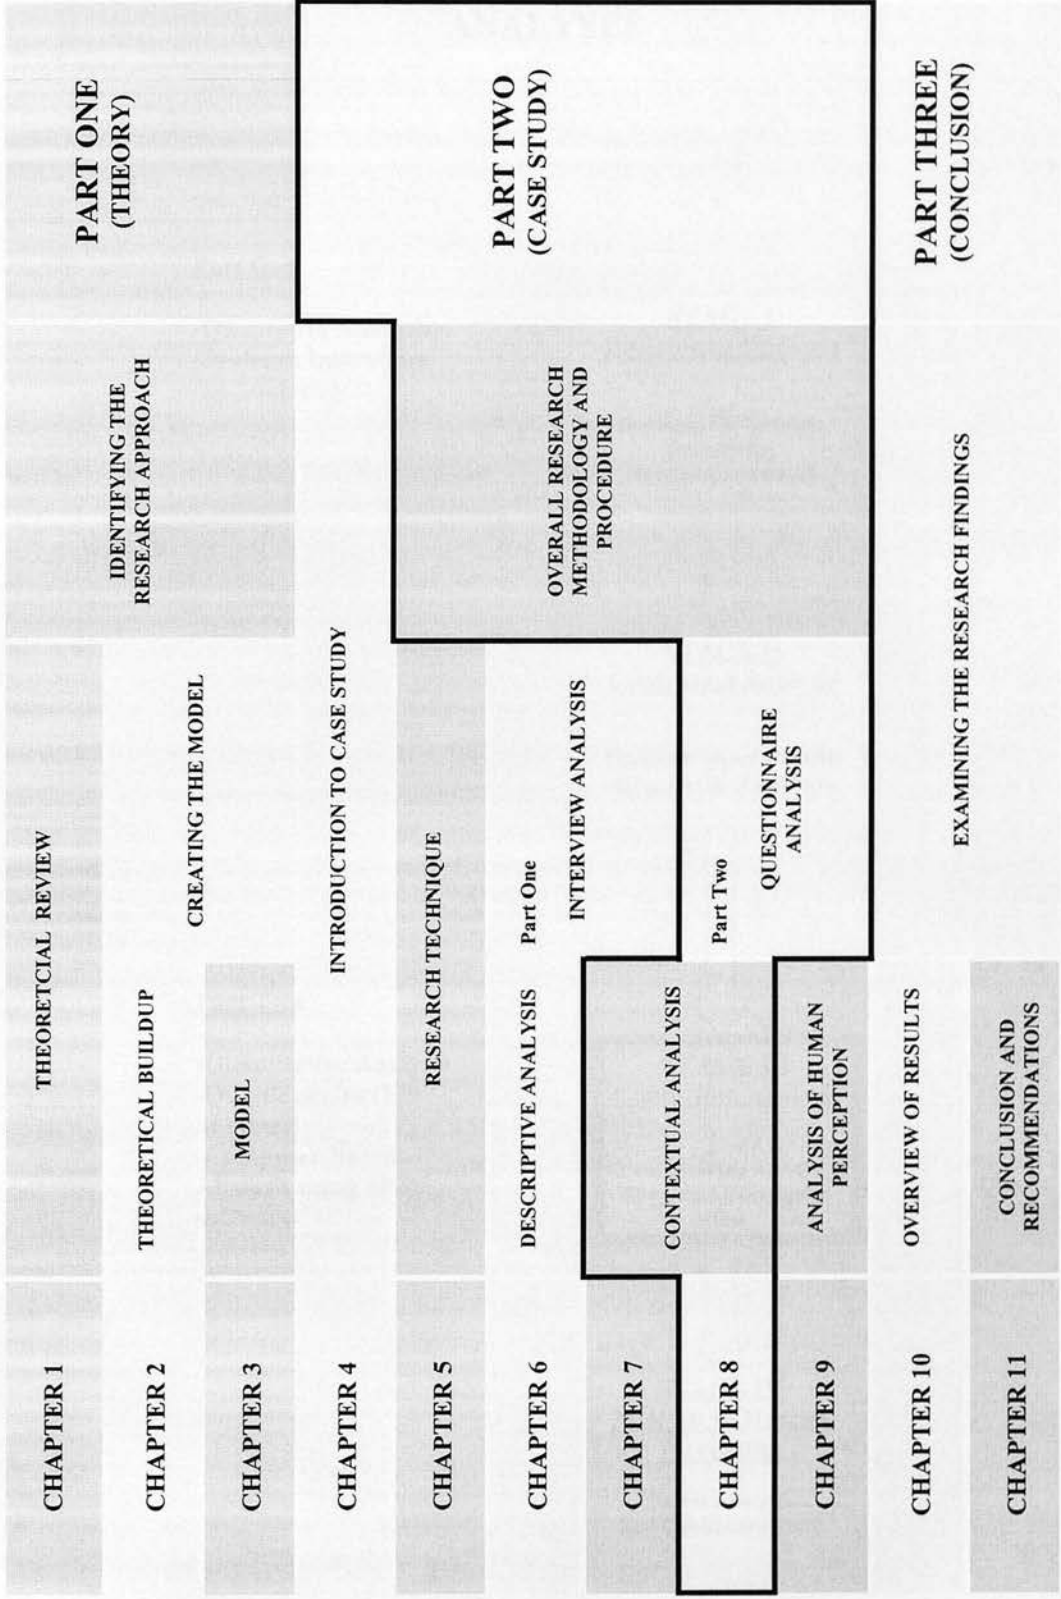 CHAPTER 1
THEORETICIAL REVIEW
IDENTIFYING THE
RESEARCH APPROACH
PART ONE
(THEORY)
CHAPTER 2
THEORETICAL BUILDUP
CREATING THE MODEL
CHAPTER 3
MODEL
CHAPTER 4
INTRODUCTION TO CASE STUDY
CHAPTER 5
RESEARCH TECHNIQUE
OVERALL RESEARCH
METHODOLOGY AND
PROCEDURE
PART TWO
(CASE STUDY)
CHAPTER 6
DESCRIPTIVE ANALYSIS
Part One
INTERVIEW ANALYSIS
CHAPTER 7
CONTEXTUAL ANALYSIS
CHAPTER 8
Part Two
QUESTIONNAIRE
ANALYSIS
CHAPTER 9
ANALYSIS OF HUMAN
PERCEPTION
CHAPTER 10
OVERVIEW OF RESULTS
EXAMINING THE RESEARCH FINDINGS
PART THREE
(CONCLUSION)
CHAPTER 11
CONCLUSION AND
RECOMMENDATIONS